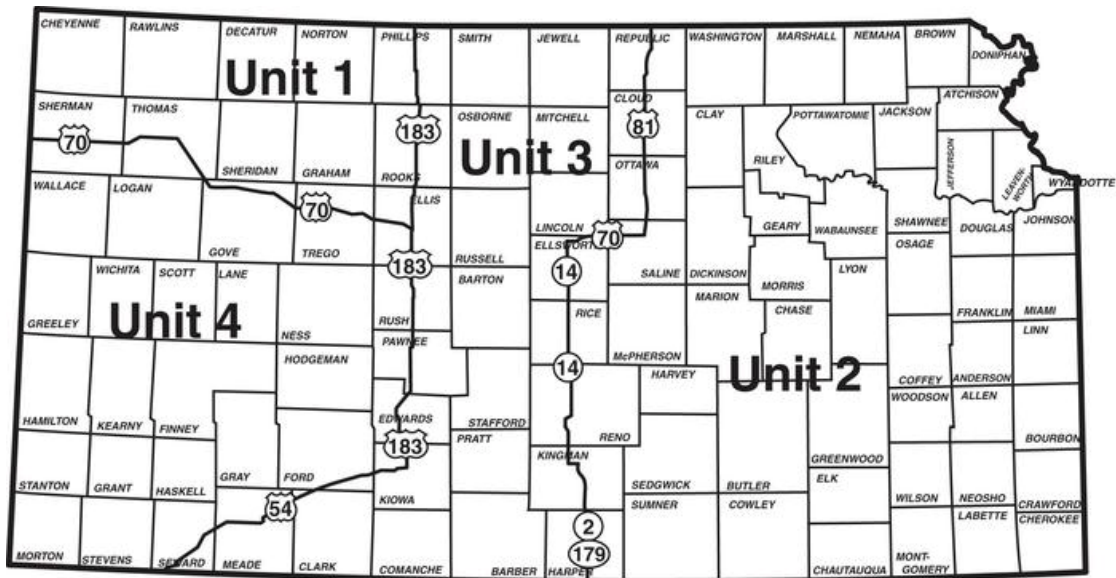 CHEYENNE
RAWLINS
DECATUR
NORTON
PHILLIPS
SMITH
JEWELL
REPUBLIC
WASHINGTON
MARSHALL
NEMAHA
BROWN
DONIPHAN
Unit 1
SHERMAN
THOMAS
183
OSBORNE
MITCHELL
CLOUD
81
CLAY
POTTAWATOMIE
JACKSON
ATCHISON
70
Unit 3
SHERIDAN
GRAHAM
ROOKS
OTTAWA
RILEY
JEFFERSON
LEAVEN-
WORTH
WYANDOTTE
WALLACE
LOGAN
70
ELLIS
LINCOLN
70
GEARY
WABAUNSEE
SHAWNEE
DOUGLAS
JOHNSON
GOVE
TREGO
183
RUSSELL
ELLSWORTH
14
SALINE
DICKINSON
MORRIS
LYON
OSAGE
WICHITA
SCOTT
LANE
BARTON
MARION
GREELEY
Unit 4
NESS
RUSH
RICE
CHASE
FRANKLIN
MIAMI
LINN
HODGEMAN
PAWNEE
14
McPHERSON
HARVEY
Unit 2
COFFEY
ANDERSON
HAMILTON
KEARNY
FINNEY
EDWARDS
STAFFORD
RENO
WOODSON
ALLEN
BOURBON
183
PRATT
KINGMAN
GREENWOOD
STANTON
GRANT
HASKELL
GRAY
FORD
KIOWA
SEDGWICK
BUTLER
ELK
WILSON
NEOSHO
CRAWFORD
54
SUMNER
COWLEY
LABETTE
CHEROKEE
2
179
MORTON
STEVENS
SEWARD
MEADE
CLARK
COMANCHE
BARBER
HARPER
CHAUTAUQUA
MONT-
GOMERY